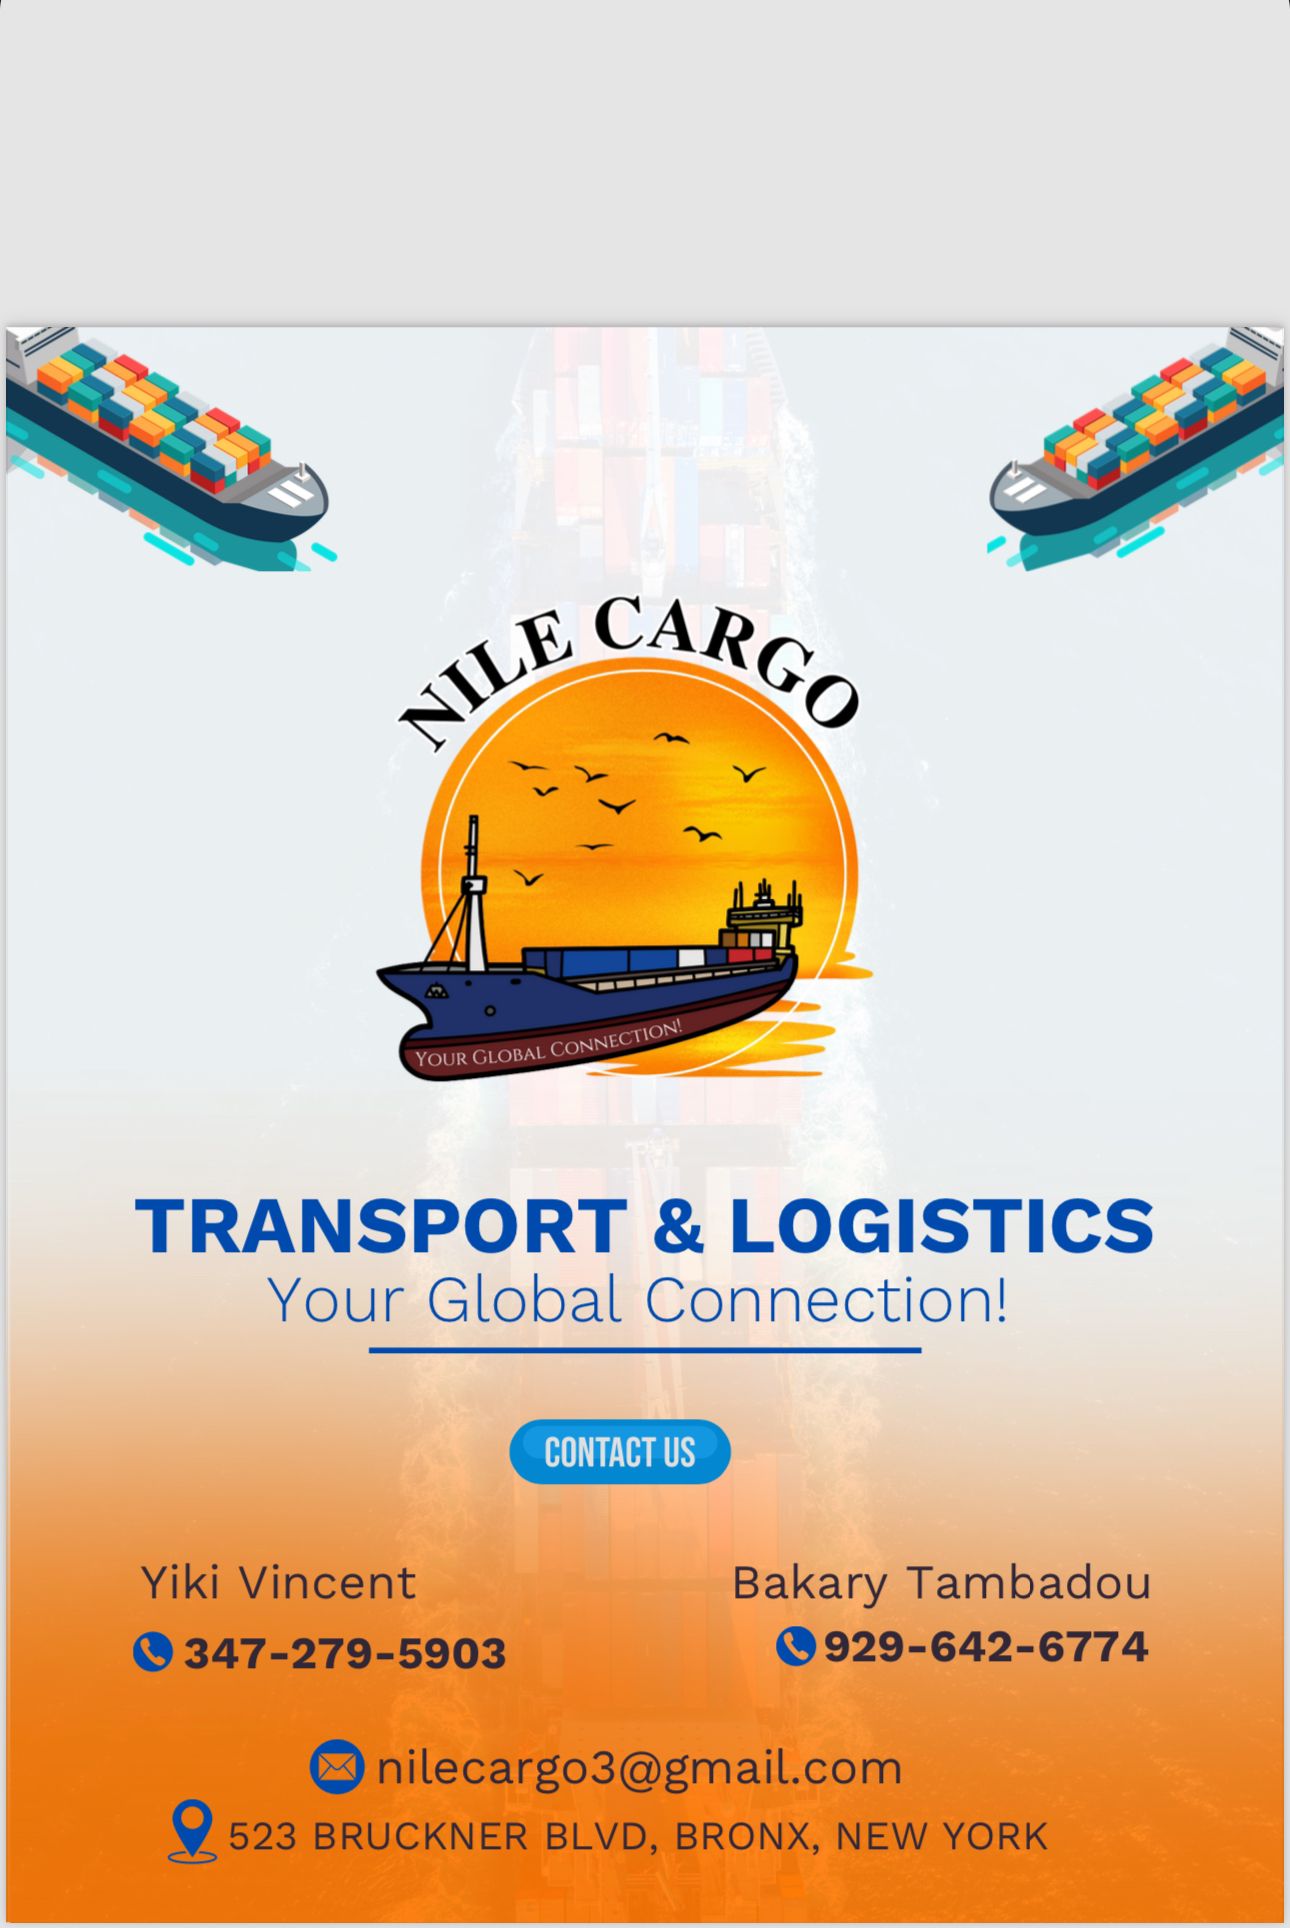 NILE CARGO
YOUR GLOBAL CONNECTION!
TRANSPORT & LOGISTICS
Your Global Connection!
CONTACT US
Yiki Vincent
347-279-5903
Bakary Tambadou
929-642-6774
nilecargo3@gmail.com
523 BRUCKNER BLVD, BRONX, NEW YORK